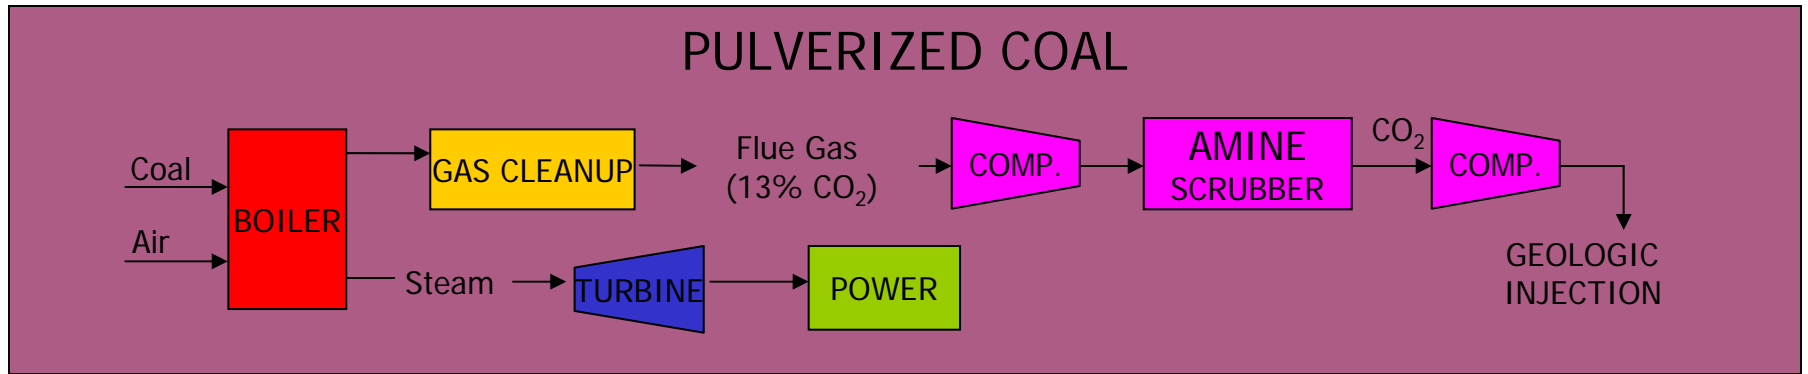 PULVERIZED COAL
Coal
Air
BOILER
GAS CLEANUP
Flue Gas
(13% CO₂)
COMP.
AMINE
SCRUBBER
CO₂
COMP.
GEOLOGIC
INJECTION
Steam
TURBINE
POWER